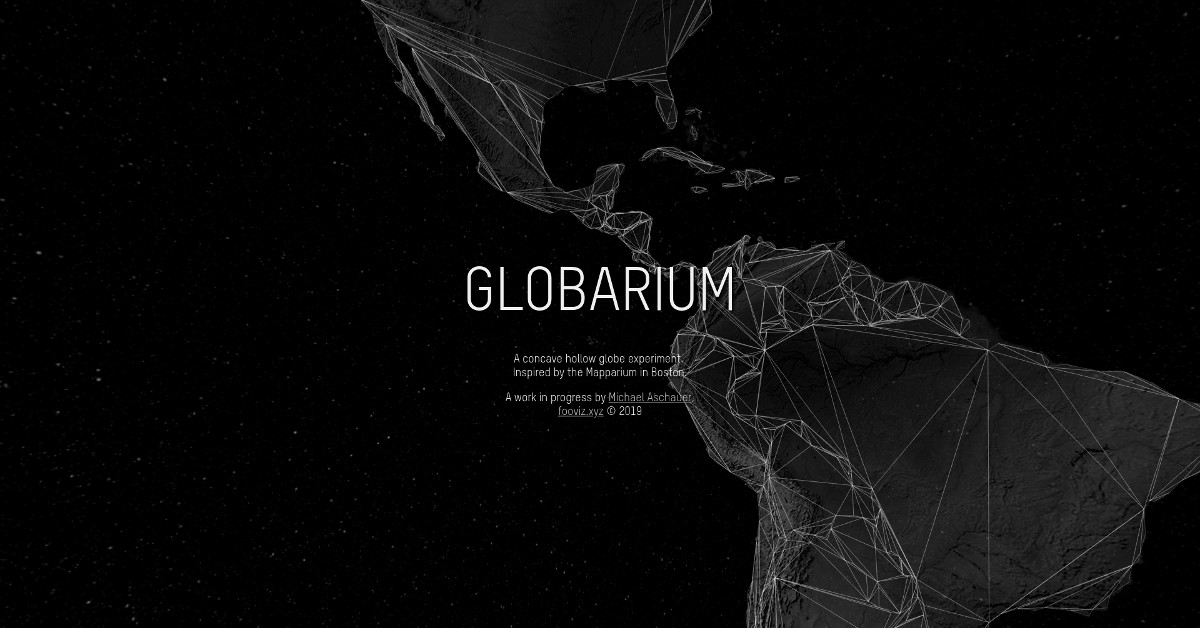 GLOBARIUM
A concave hollow globe experiment.
Inspired by the Mapparium in Boston.
A work in progress by Michael Aschauer,
fooviz.xyz © 2019